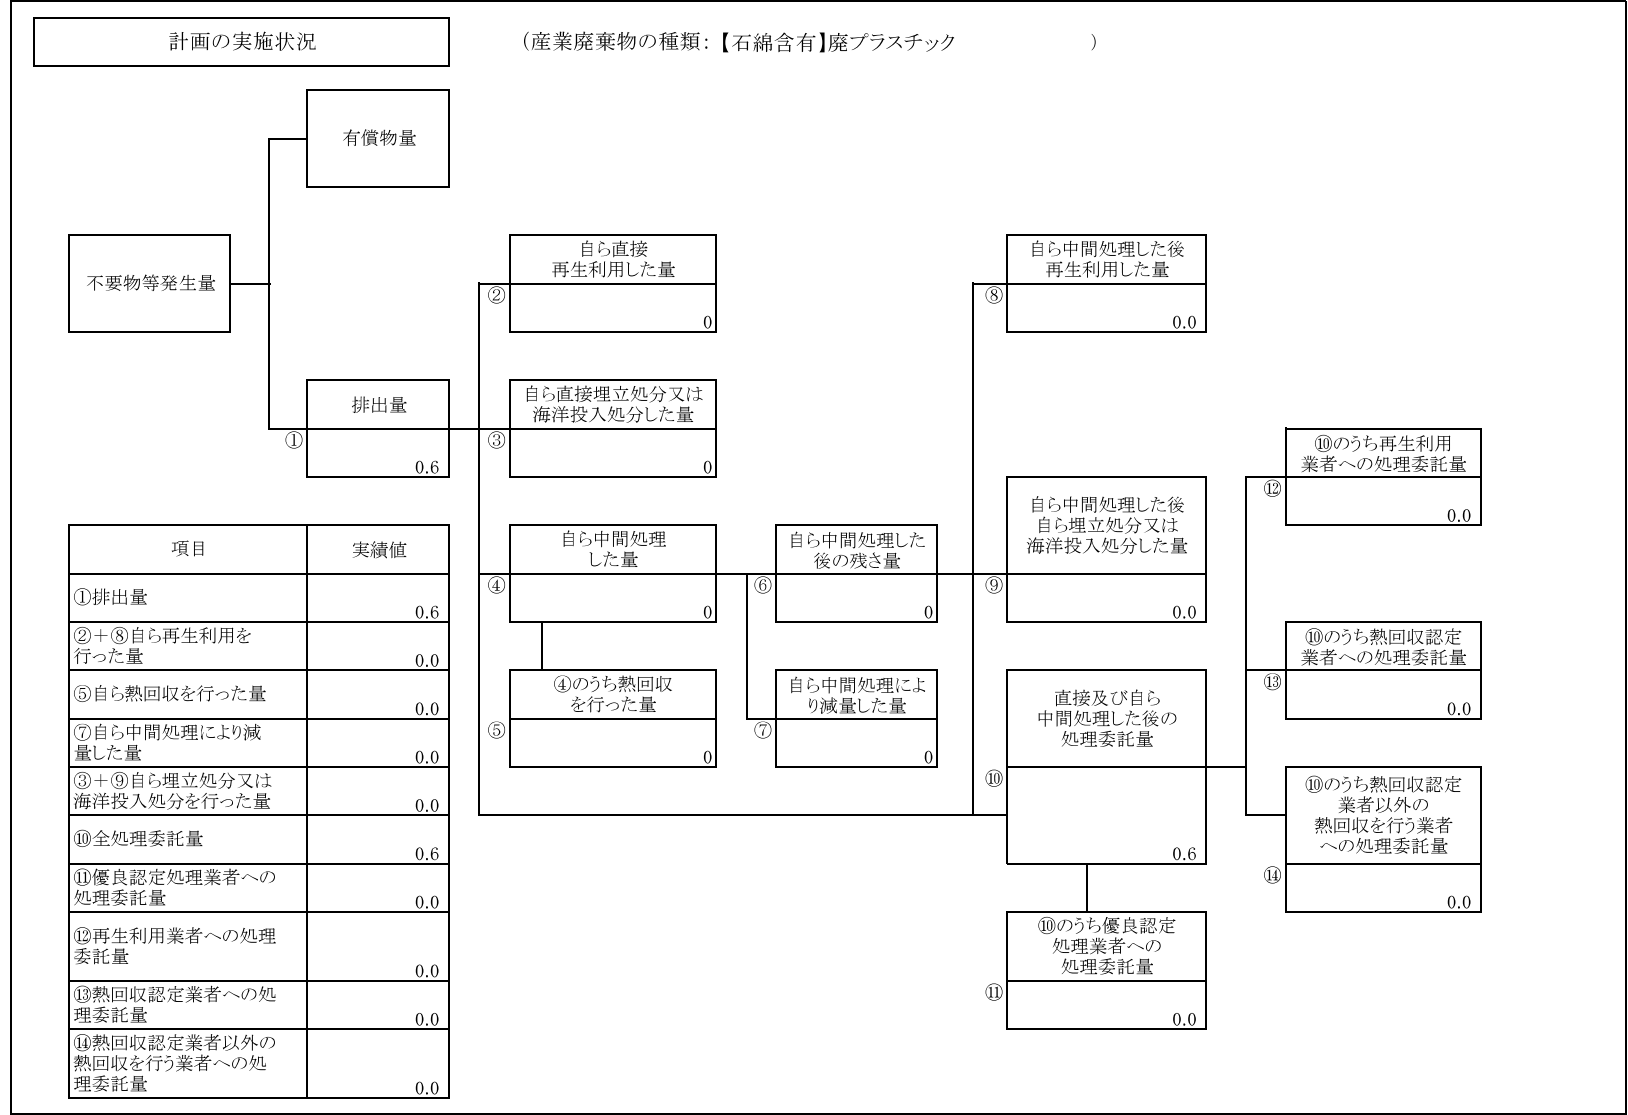 計画の実施状況
（産業廃棄物の種類：【石綿含有】廃プラスチック　　　　　　）
有償物量
不要物等発生量
自ら直接
再生利用した量
②
0
自ら中間処理した後
再生利用した量
⑧
0.0
排出量
①
0.6
自ら直接埋立処分又は
海洋投入処分した量
③
0
⑩のうち再生利用
業者への処理委託量
⑫
0.0
自ら中間処理した後
自ら埋立処分又は
海洋投入処分した量
⑨
0.0
自ら中間処理
した量
④
0
自ら中間処理した
後の残さ量
⑥
0
⑩のうち熱回収認定
業者への処理委託量
⑬
0.0
④のうち熱回収
を行った量
⑤
0
自ら中間処理によ
り減量した量
⑦
0
直接及び自ら
中間処理した後の
処理委託量
⑩
0.6
⑩のうち熱回収認定
業者以外の
熱回収を行う業者
への処理委託量
⑭
0.0
⑩のうち優良認定
処理業者への
処理委託量
⑪
0.0
項目 実績値
①排出量
0.6
②＋⑧自ら再生利用を
行った量
0.0
⑤自ら熱回収を行った量
0.0
⑦自ら中間処理により減
量した量
0.0
③＋⑨自ら埋立処分又は
海洋投入処分を行った量
0.0
⑩全処理委託量
0.6
⑪優良認定処理業者への
処理委託量
0.0
⑫再生利用業者への処理
委託量
0.0
⑬熱回収認定業者への処
理委託量
0.0
⑭熱回収認定業者以外の
熱回収を行う業者への処
理委託量
0.0